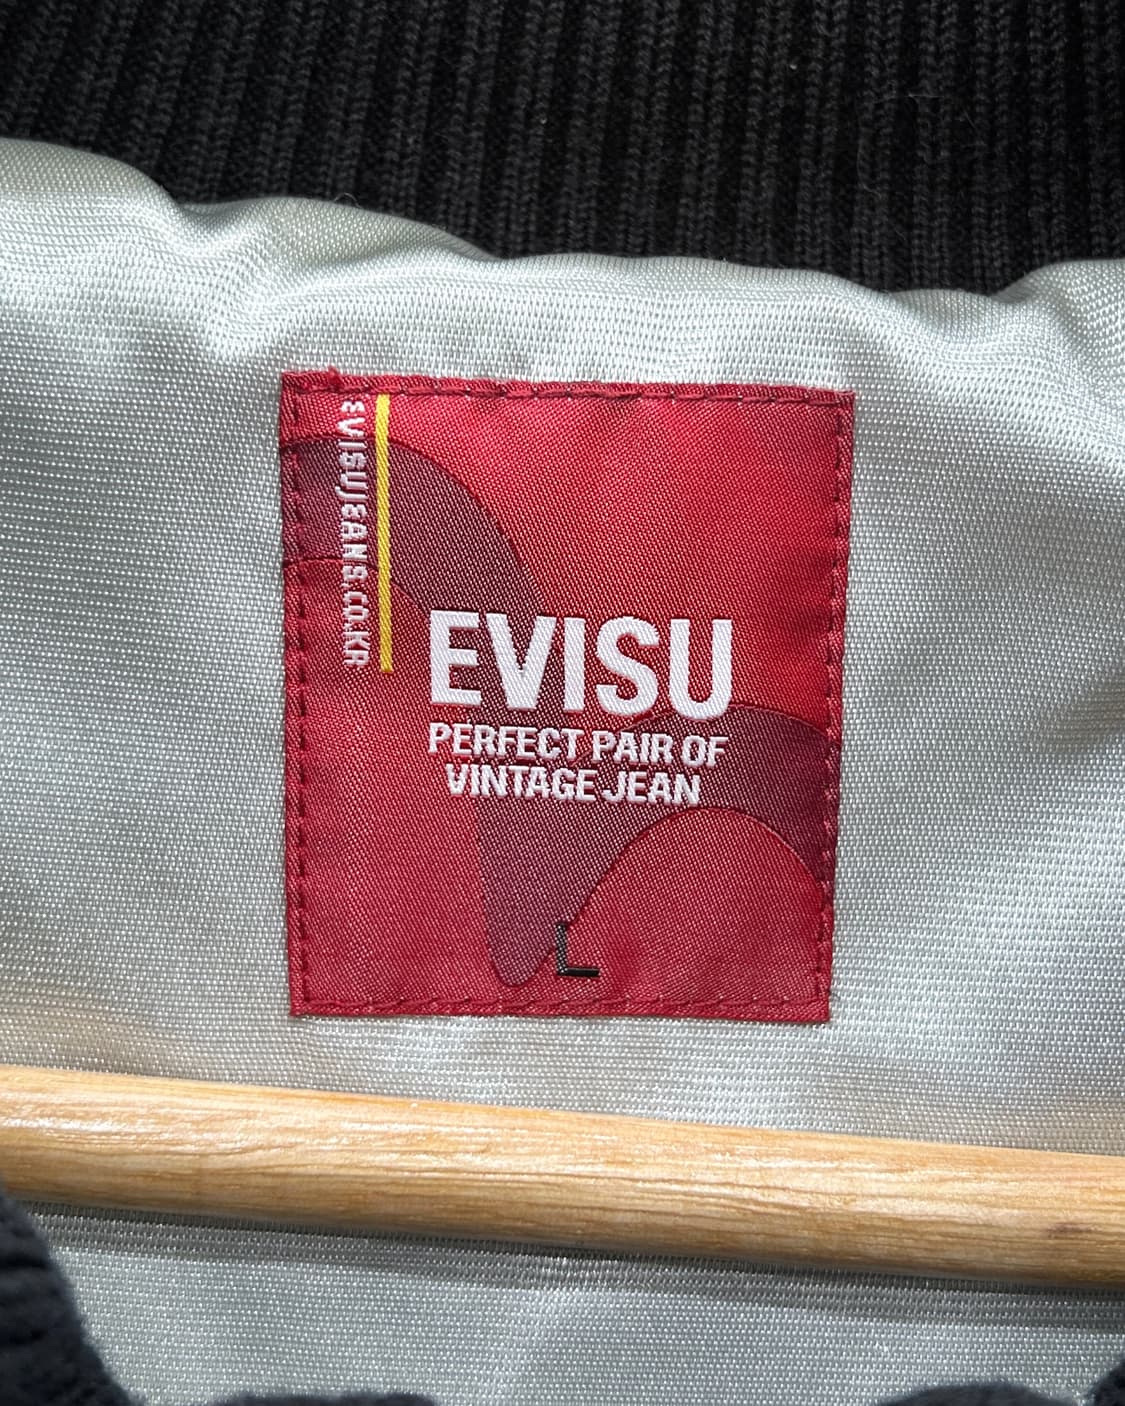 EVISUJEANS.CO.KR
EVISU
PERFECT PAIR OF
VINTAGE JEAN
L